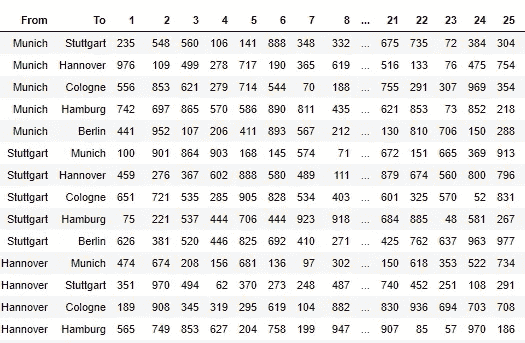 From To 1 2 3 4 5 6 7 8 ... 21 22 23 24 25
Munich Stuttgart 235 548 560 106 141 888 348 332 ... 675 735 72 384 304
Munich Hannover 976 109 499 278 717 190 365 619 ... 516 133 76 475 754
Munich Cologne 556 853 621 279 714 544 70 188 ... 755 291 307 969 354
Munich Hamburg 742 697 865 570 586 890 811 435 ... 621 853 73 852 218
Munich Berlin 441 952 107 206 411 893 567 212 ... 130 810 706 150 288
Stuttgart Munich 100 901 864 903 168 145 574 71 ... 672 151 665 369 913
Stuttgart Hannover 459 276 367 602 888 580 489 111 ... 879 674 560 800 796
Stuttgart Cologne 651 721 535 285 905 828 534 403 ... 601 325 570 52 831
Stuttgart Hamburg 75 221 537 444 706 444 923 918 ... 684 885 48 581 267
Stuttgart Berlin 626 381 520 446 825 692 410 271 ... 425 762 637 963 977
Hannover Munich 474 674 208 156 681 136 97 302 ... 150 618 353 522 734
Hannover Stuttgart 351 970 494 62 370 273 248 487 ... 740 452 251 108 291
Hannover Cologne 189 908 345 319 295 619 104 882 ... 830 936 694 703 708
Hannover Hamburg 565 749 853 627 204 758 199 947 ... 907 85 57 970 186